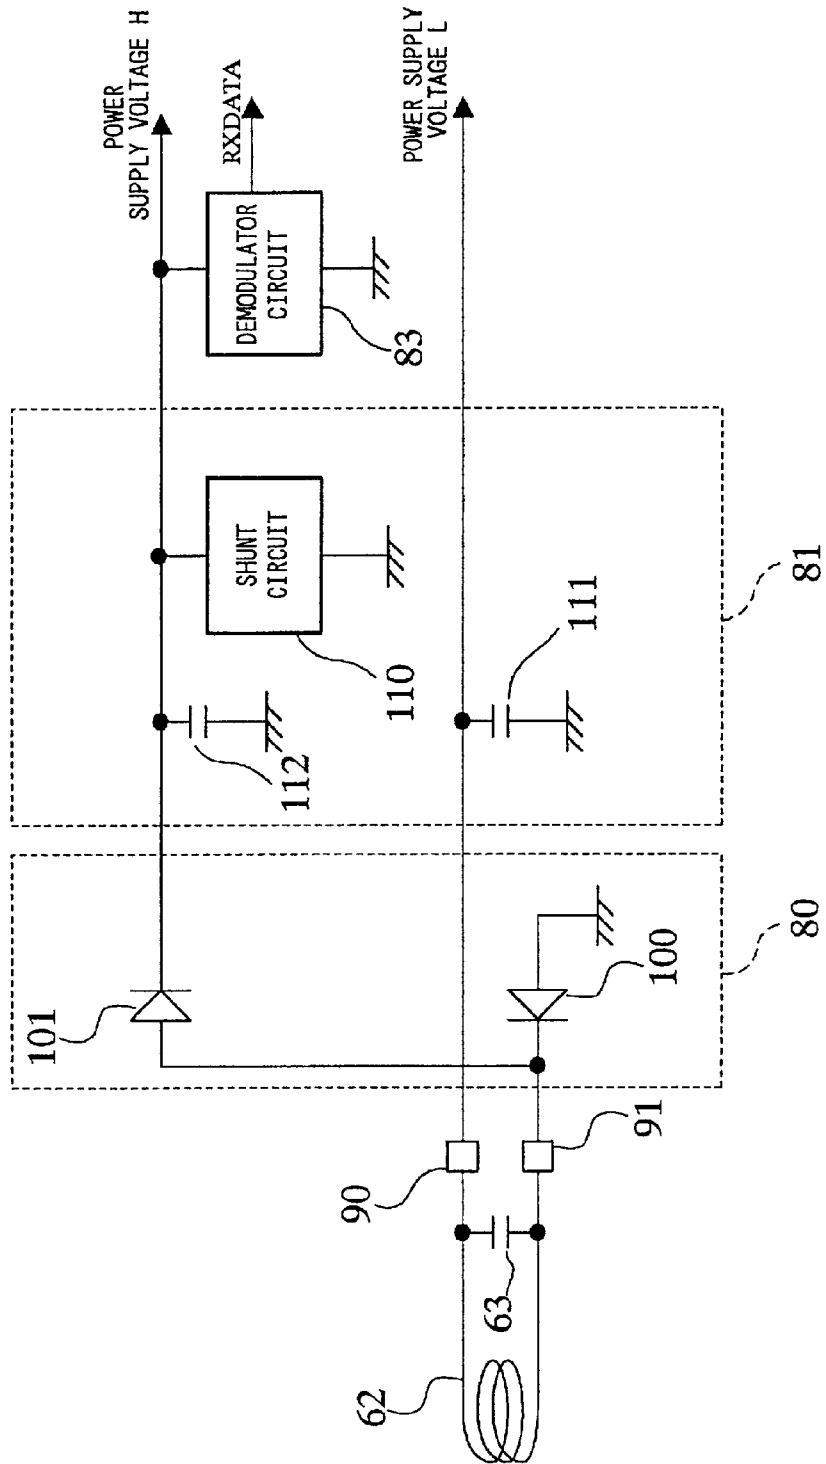 POWER
SUPPLY VOLTAGE H
RXDATA
POWER SUPPLY
VOLTAGE L
DEMODULATOR
CIRCUIT
83
SHUNT
CIRCUIT
110
112
111
81
101
100
80
90
91
62
63